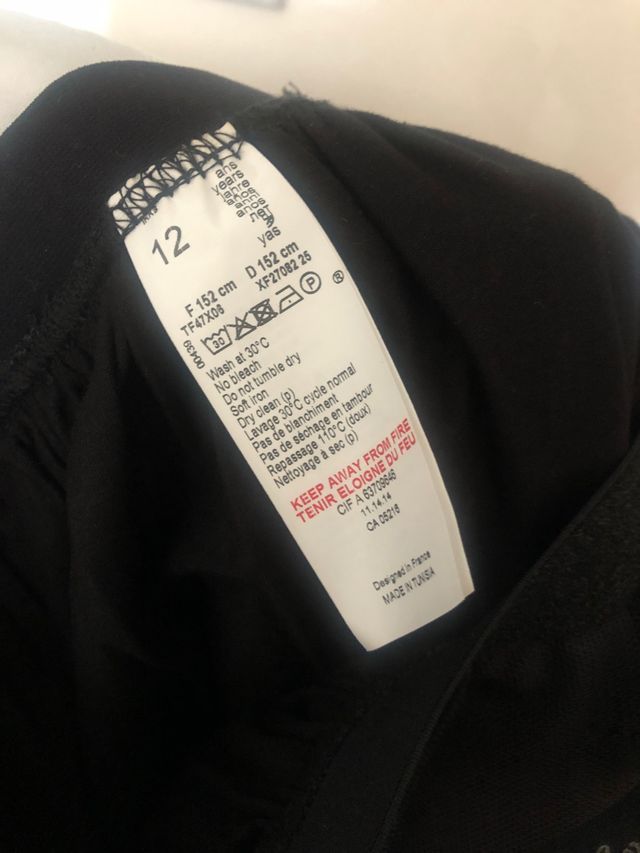 ans
years
anos
yas
12
F 152 cm D 152 cm
TF47X06 XF27082 25
30 P ®
Wash at 30°C
No bleach
Do not tumble dry
Soft iron
Dry clean (p)
Lavage 30°C cycle normal
Pas de blanchiment
Pas de séchage en tambour
Repassage 110°C (doux)
Nettoyage à sec (p)
KEEP AWAY FROM FIRE
TENIR ELOIGNE DU FEU
CIF A 63709646
11.14.14
CA 05216
Designed in France
MADE IN TUNISIA